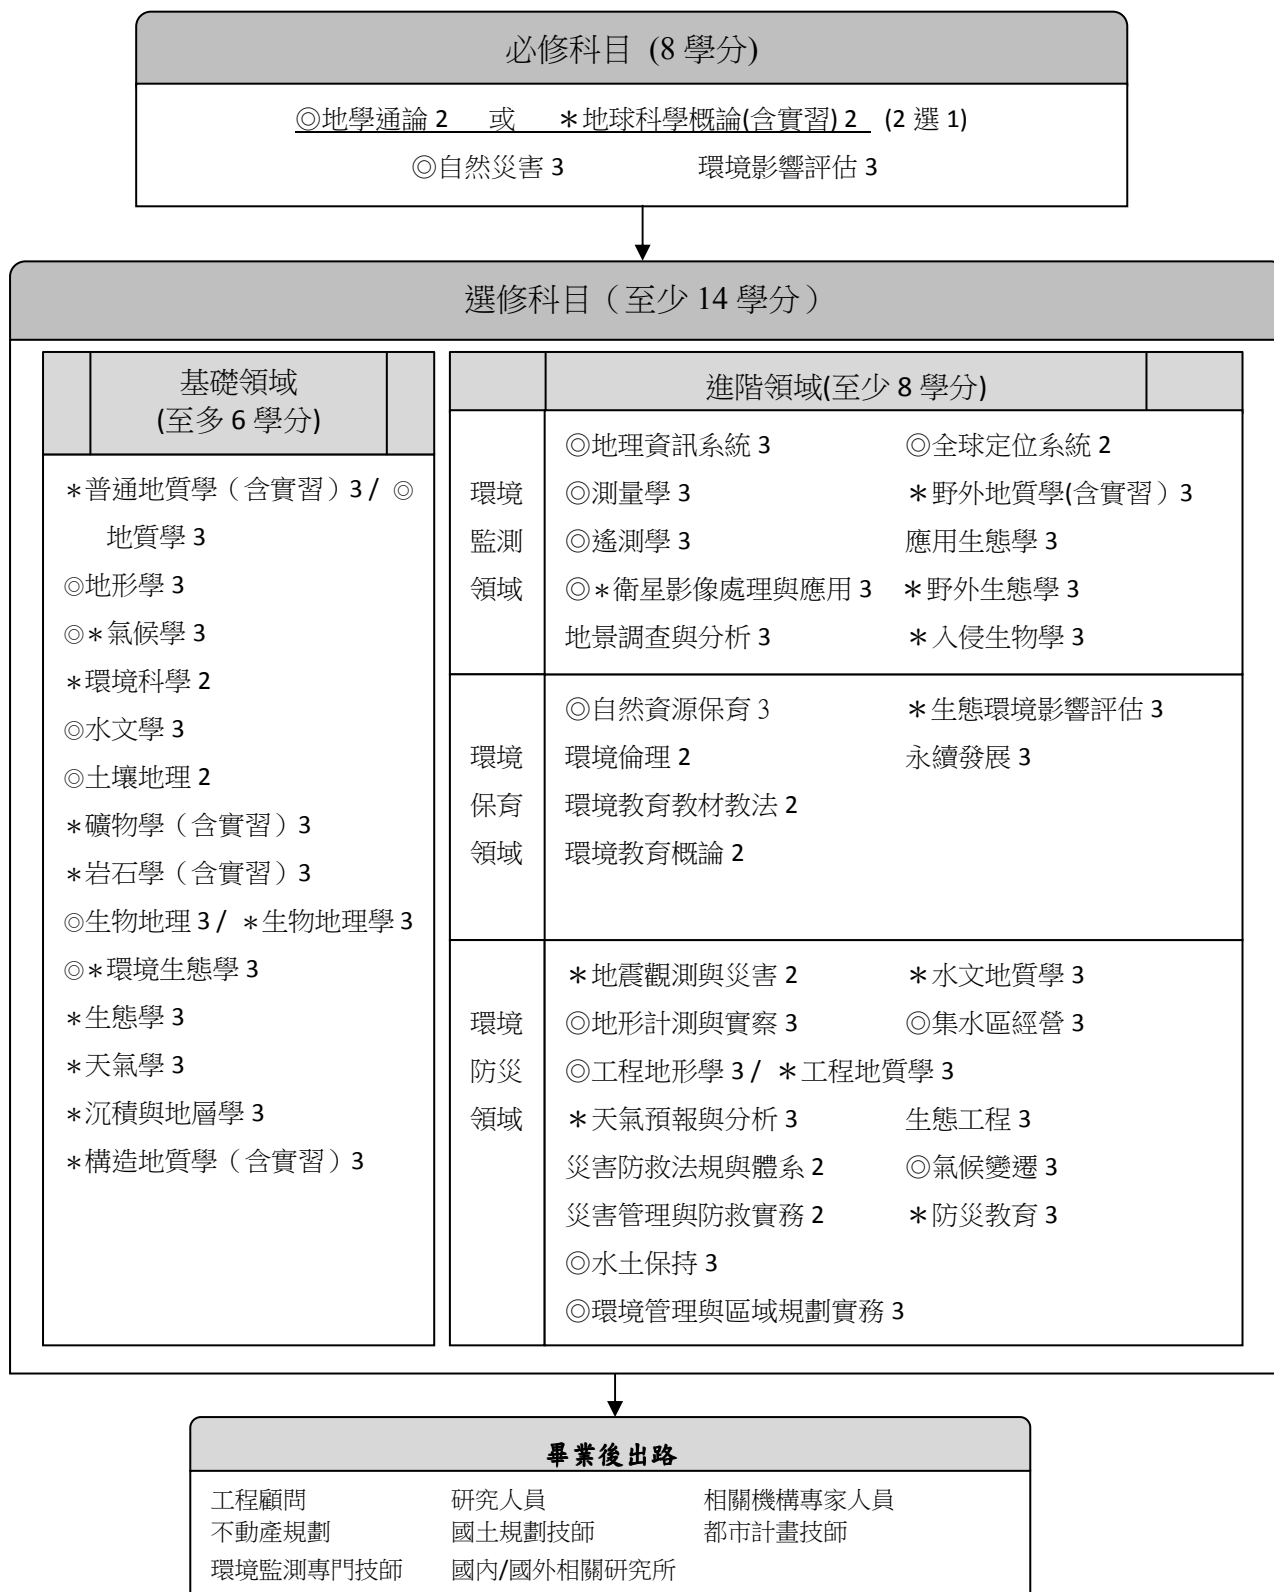 必修科目 (8 學分)
◎地學通論 2 或 ＊地球科學概論(含實習) 2 (2 選 1)
◎自然災害 3 環境影響評估 3
選修科目（至少 14 學分）
基礎領域
(至多 6 學分)
＊普通地質學（含實習）3 / ◎
地質學 3
◎地形學 3
◎＊氣候學 3
＊環境科學 2
◎水文學 3
◎土壤地理 2
＊礦物學（含實習）3
＊岩石學（含實習）3
◎生物地理 3 / ＊生物地理學 3
◎＊環境生態學 3
＊生態學 3
＊天氣學 3
＊沉積與地層學 3
＊構造地質學（含實習）3
進階領域(至少 8 學分)
環境
監測
領域
◎地理資訊系統 3 ◎全球定位系統 2
◎測量學 3 ＊野外地質學(含實習）3
◎遙測學 3 應用生態學 3
◎＊衛星影像處理與應用 3 ＊野外生態學 3
地景調查與分析 3 ＊入侵生物學 3
環境
保育
領域
◎自然資源保育 3 ＊生態環境影響評估 3
環境倫理 2 永續發展 3
環境教育教材教法 2
環境教育概論 2
環境
防災
領域
＊地震觀測與災害 2 ＊水文地質學 3
◎地形計測與實察 3 ◎集水區經營 3
◎工程地形學 3 / ＊工程地質學 3
＊天氣預報與分析 3 生態工程 3
災害防救法規與體系 2 ◎氣候變遷 3
災害管理與防救實務 2 ＊防災教育 3
◎水土保持 3
◎環境管理與區域規劃實務 3
畢業後出路
工程顧問 研究人員 相關機構專家人員
不動產規劃 國土規劃技師 都市計畫技師
環境監測專門技師 國內/國外相關研究所